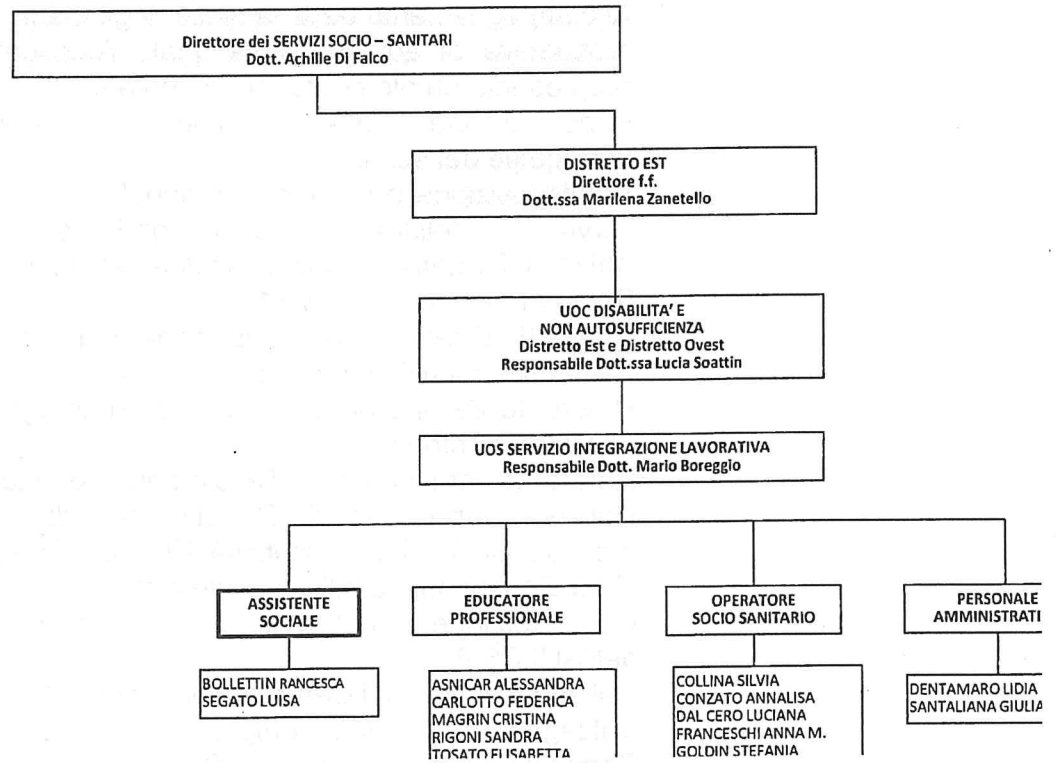 Direttore dei SERVIZI SOCIO – SANITARI
Dott. Achille Di Falco
DISTRETTO EST
Direttore f.f.
Dott.ssa Marilena Zanetello
UOC DISABILITA' E
NON AUTOSUFFICIENZA
Distretto Est e Distretto Ovest
Responsabile Dott.ssa Lucia Soattin
UOS SERVIZIO INTEGRAZIONE LAVORATIVA
Responsabile Dott. Mario Boreggio
ASSISTENTE
SOCIALE
EDUCATORE
PROFESSIONALE
OPERATORE
SOCIO SANITARIO
PERSONALE
AMMINISTRATI
BOLLETTIN RANCESCA
SEGATO LUISA
ASNICAR ALESSANDRA
CARLOTTO FEDERICA
MAGRIN CRISTINA
RIGONI SANDRA
TOSATO ELISABETTA
COLLINA SILVIA
CONZATO ANNALISA
DAL CERO LUCIANA
FRANCESCHI ANNA M.
GOLDIN STEFANIA
DENTAMARO LIDIA
SANTALIANA GIULIA